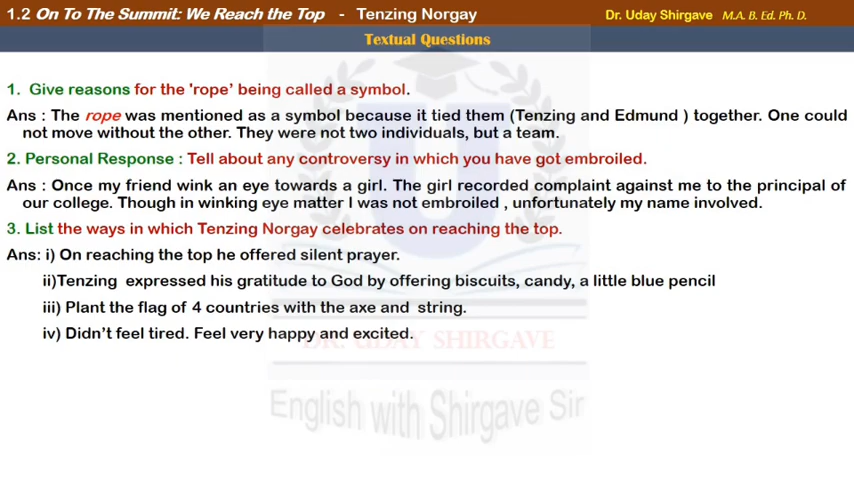 1.2 On To The Summit: We Reach the Top - Tenzing Norgay Dr. Uday Shirgave M.A. B. Ed. Ph. D.
Textual Questions
1. Give reasons for the 'rope' being called a symbol.
Ans : The rope was mentioned as a symbol because it tied them (Tenzing and Edmund ) together. One could
not move without the other. They were not two individuals, but a team.
2. Personal Response : Tell about any controversy in which you have got embroiled.
Ans : Once my friend wink an eye towards a girl. The girl recorded complaint against me to the principal of
our college. Though in winking eye matter I was not embroiled , unfortunately my name involved.
3. List the ways in which Tenzing Norgay celebrates on reaching the top.
Ans: i) On reaching the top he offered silent prayer.
ii)Tenzing expressed his gratitude to God by offering biscuits, candy, a little blue pencil
iii) Plant the flag of 4 countries with the axe and string.
iv) Didn't feel tired. Feel very happy and excited.
DR. UDAY SHIRGAVE
English with Shirgave Sir